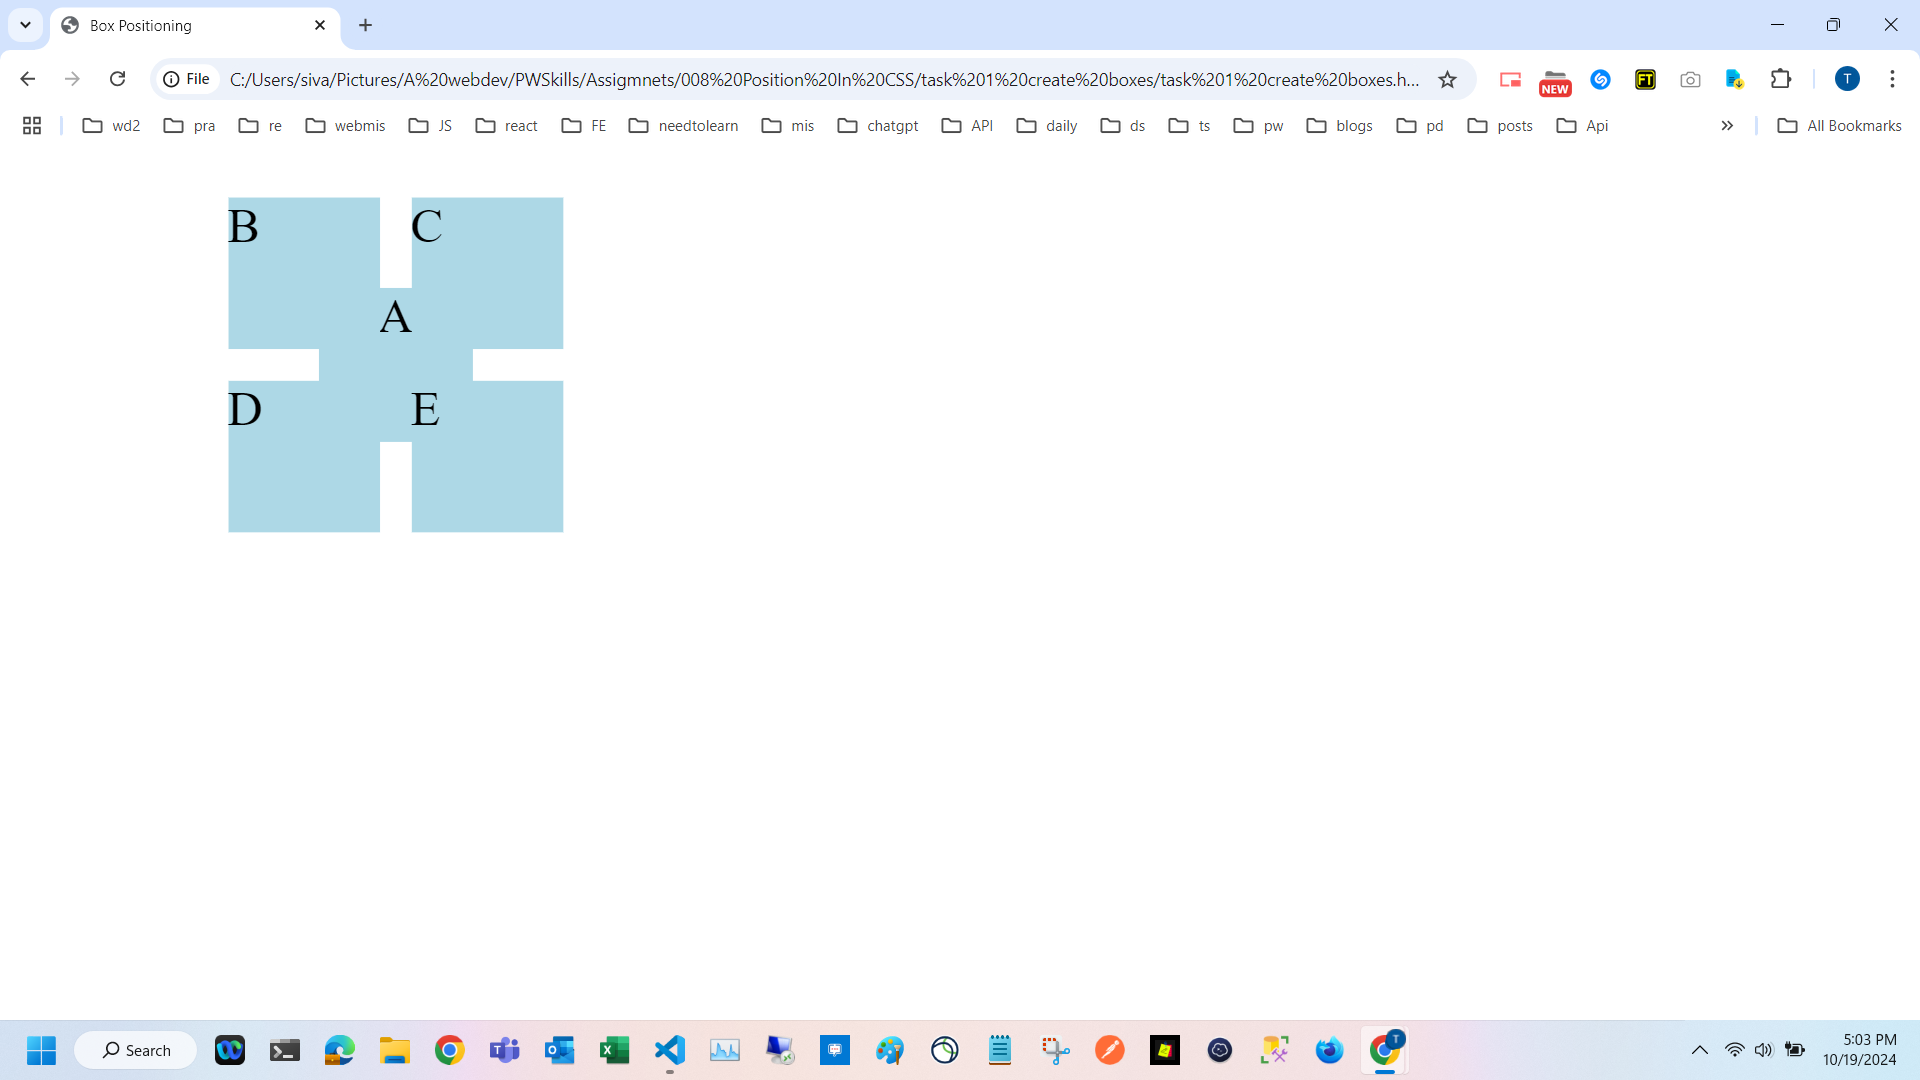 Box Positioning
File C:/Users/siva/Pictures/A%20webdev/PWSkills/Assigmnets/008%20Position%20In%20CSS/task%201%20create%20boxes/task%201%20create%20boxes.h... FT NEW T
wd2 pra re webmis JS react FE needtolearn mis chatgpt API daily ds ts pw blogs pd posts Api All Bookmarks
B C
A
D E
Search T 5:03 PM
10/19/2024